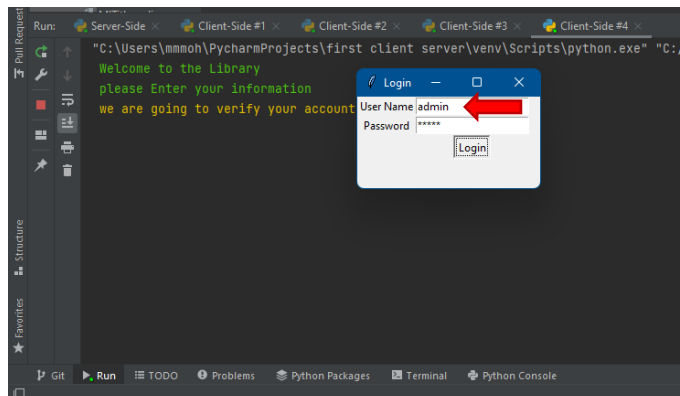 Run:
Server-Side ×
Client-Side #1 ×
Client-Side #2 ×
Client-Side #3 ×
Client-Side #4 ×
Pull Request
"C:\Users\mmmoh\PycharmProjects\first client server\venv\Scripts\python.exe" "C:/
Welcome to the Library
please Enter your information
we are going to verify your account
Login
User Name admin
Password *****
Login
Structure
Favorites
Git
Run
TODO
Problems
Python Packages
Terminal
Python Console